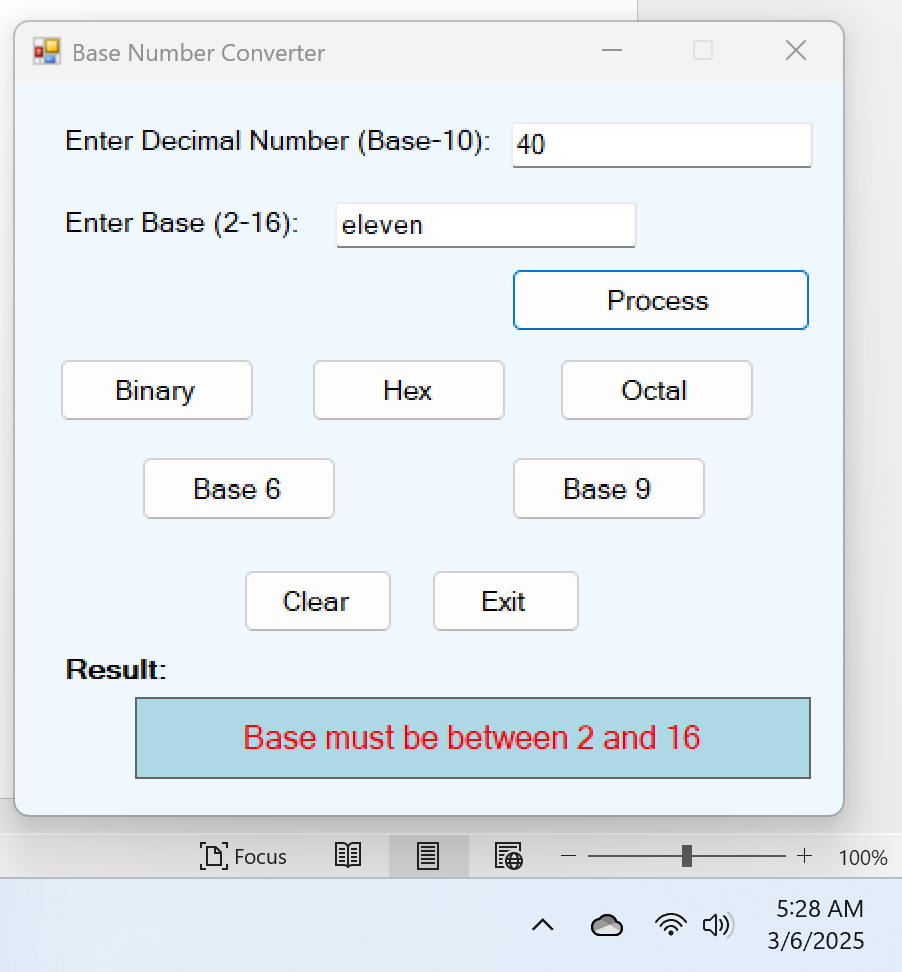 Base Number Converter
Enter Decimal Number (Base-10): 40
Enter Base (2-16): eleven
Process
Binary Hex Octal
Base 6 Base 9
Clear Exit
Result:
Base must be between 2 and 16
Focus 100%
5:28 AM
3/6/2025